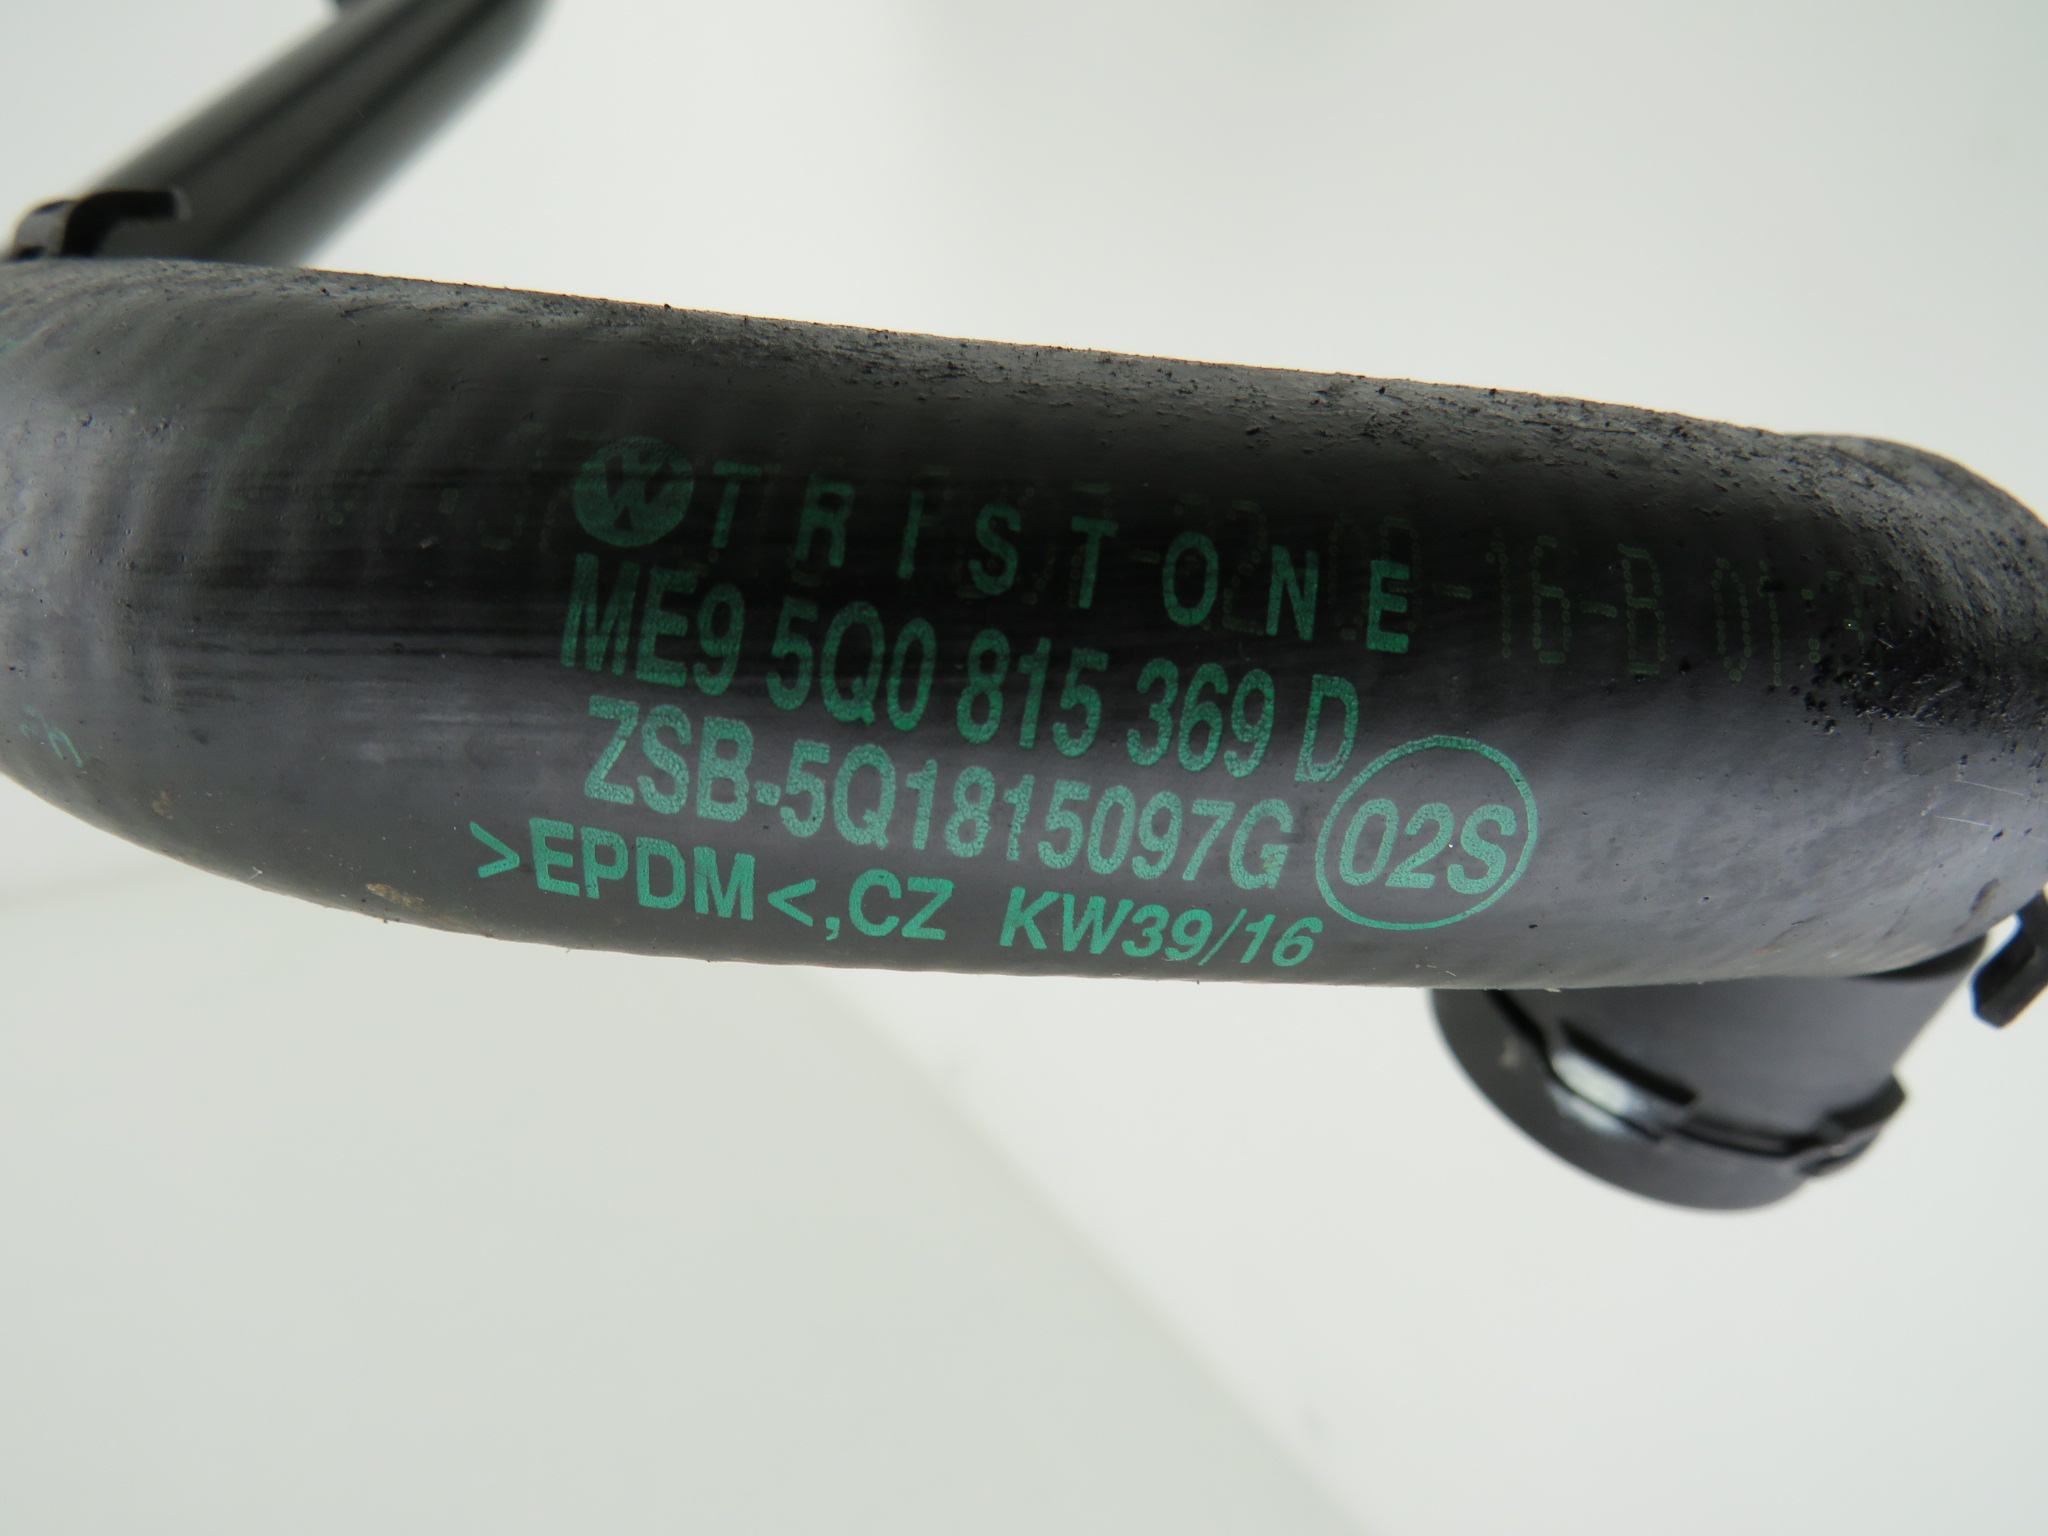 TRISTONE
ME9 5Q0 815 369 D
ZSB-5Q1815097G 02S
>EPDM<,CZ KW39/16